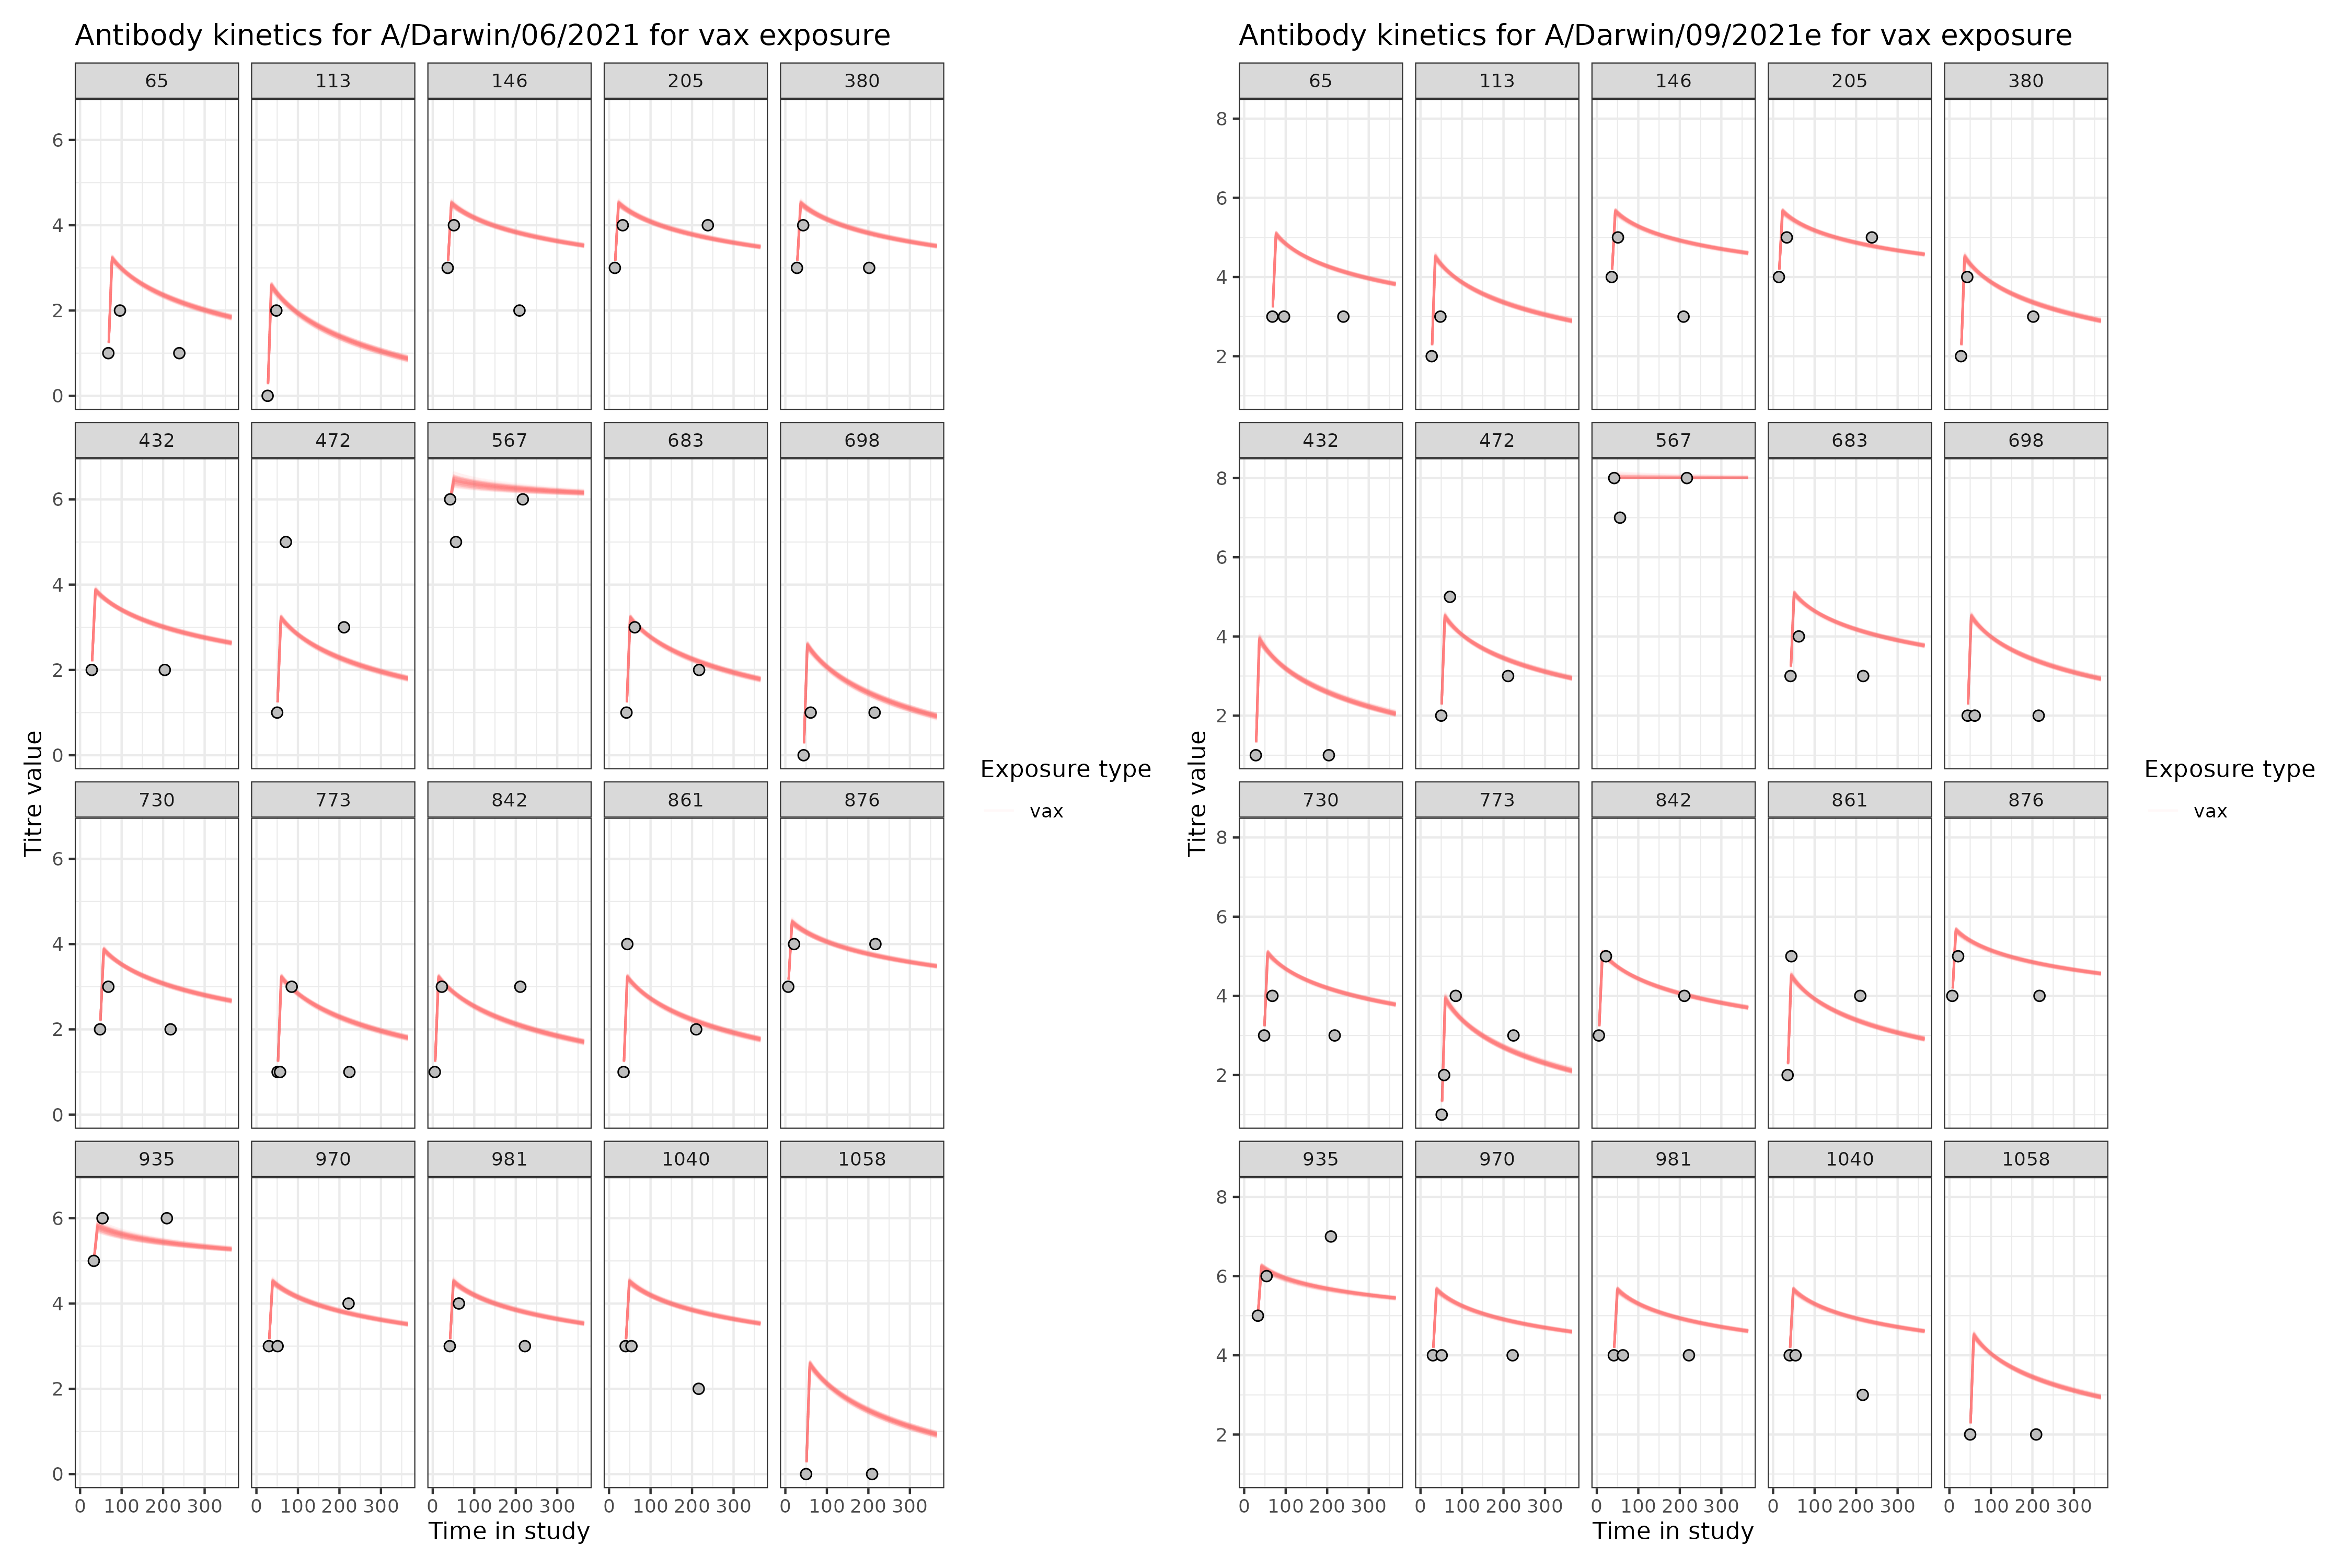 Antibody kinetics for A/Darwin/06/2021 for vax exposure
65 113 146 205 380
6
4
2
0
432 472 567 683 698
6
4
2
0
730 773 842 861 876
6
4
2
0
935 970 981 1040 1058
6
4
2
0
0 100 200 300 0 100 200 300 0 100 200 300 0 100 200 300 0 100 200 300
Time in study
Titre value
Exposure type
vax
Antibody kinetics for A/Darwin/09/2021e for vax exposure
65 113 146 205 380
8
6
4
2
432 472 567 683 698
8
6
4
2
730 773 842 861 876
8
6
4
2
935 970 981 1040 1058
8
6
4
2
0 100 200 300 0 100 200 300 0 100 200 300 0 100 200 300 0 100 200 300
Time in study
Titre value
Exposure type
vax